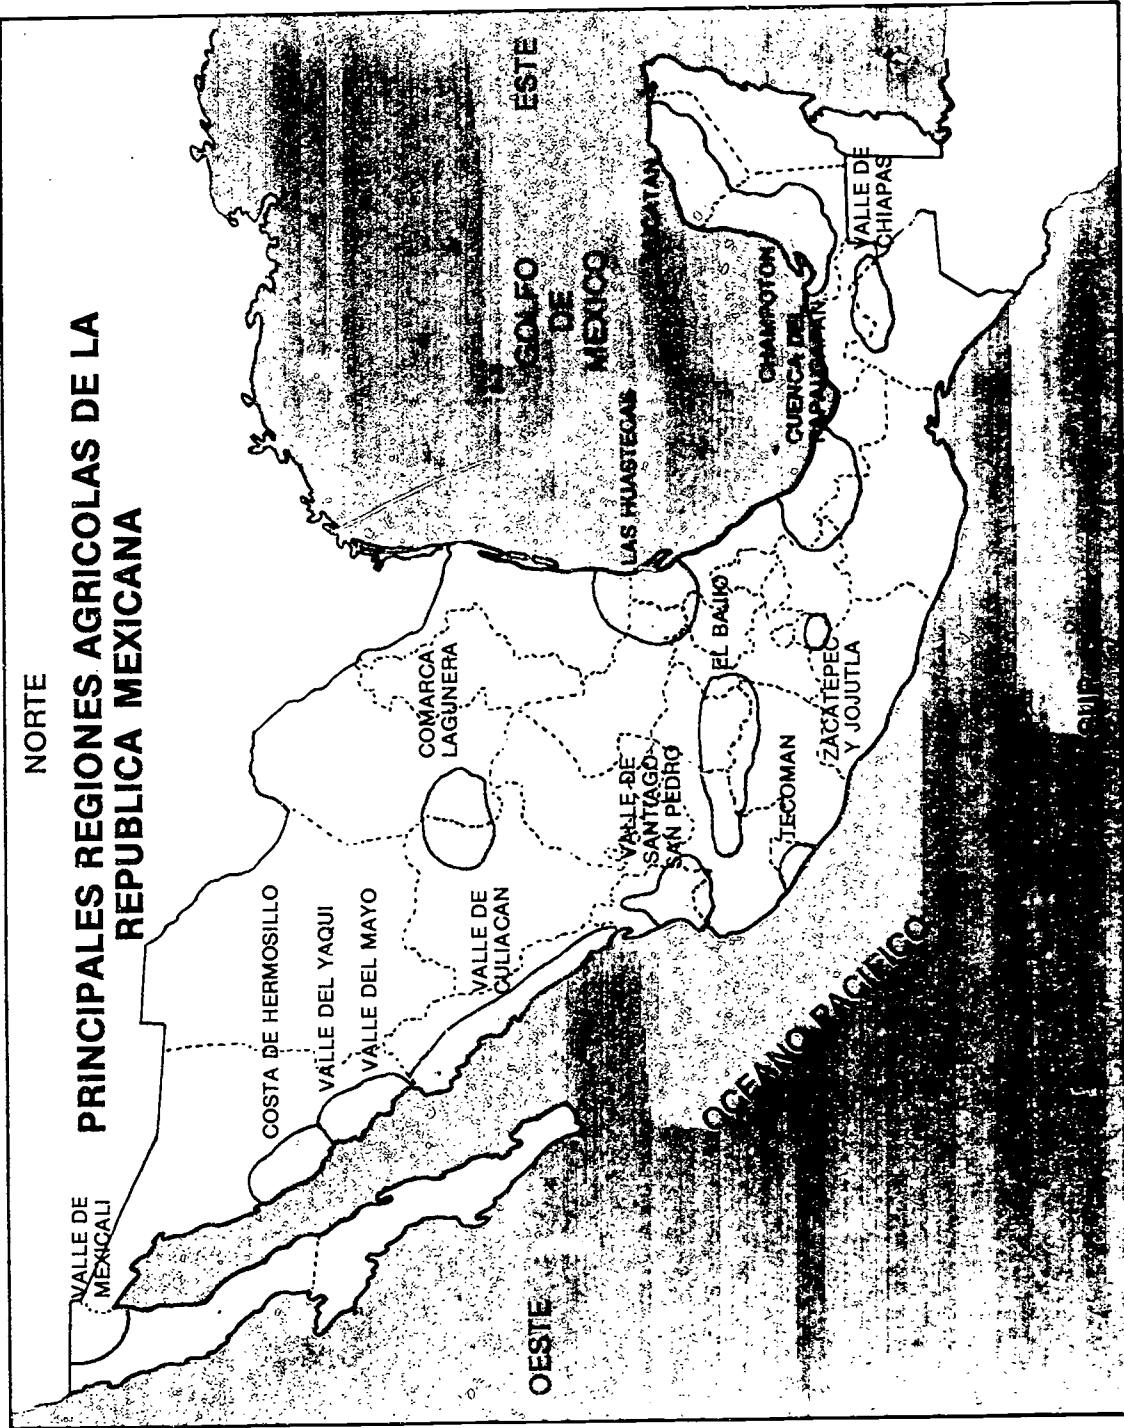 NORTE
PRINCIPALES REGIONES AGRICOLAS DE LA
REPUBLICA MEXICANA
VALLE DE
MEXICALI
COSTA DE HERMOSILLO
VALLE DEL YAQUI
VALLE DEL MAYO
COMARCA
LAGUNERA
VALLE DE
CULIACAN
GOLFO
DE
MEXICO
ESTE
OESTE
LAS HUASTECAS
YUCATAN
VALLE DE
SANTIAGO
SAN PEDRO
EL BAJIO
CHAMPOTON
CUENCA DEL
VALLE DE
CHIAPAS
TECOMAN
ZACATEPEC
Y JOJUTLA
OCEANO PACIFICO
SUR